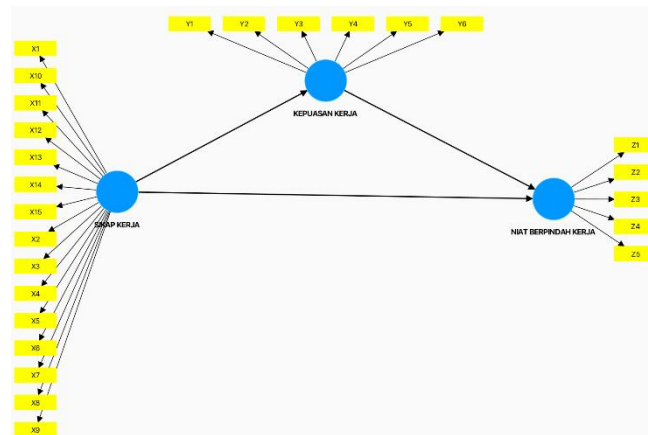 Y1 Y2 Y3 Y4 Y5 Y6
KEPUASAN KERJA
X1
X10
X11
X12
X13
X14
X15
X2
X3
X4
X5
X6
X7
X8
X9
SIKAP KERJA
Z1
Z2
Z3
Z4
Z5
NIAT BERPINDAH KERJA